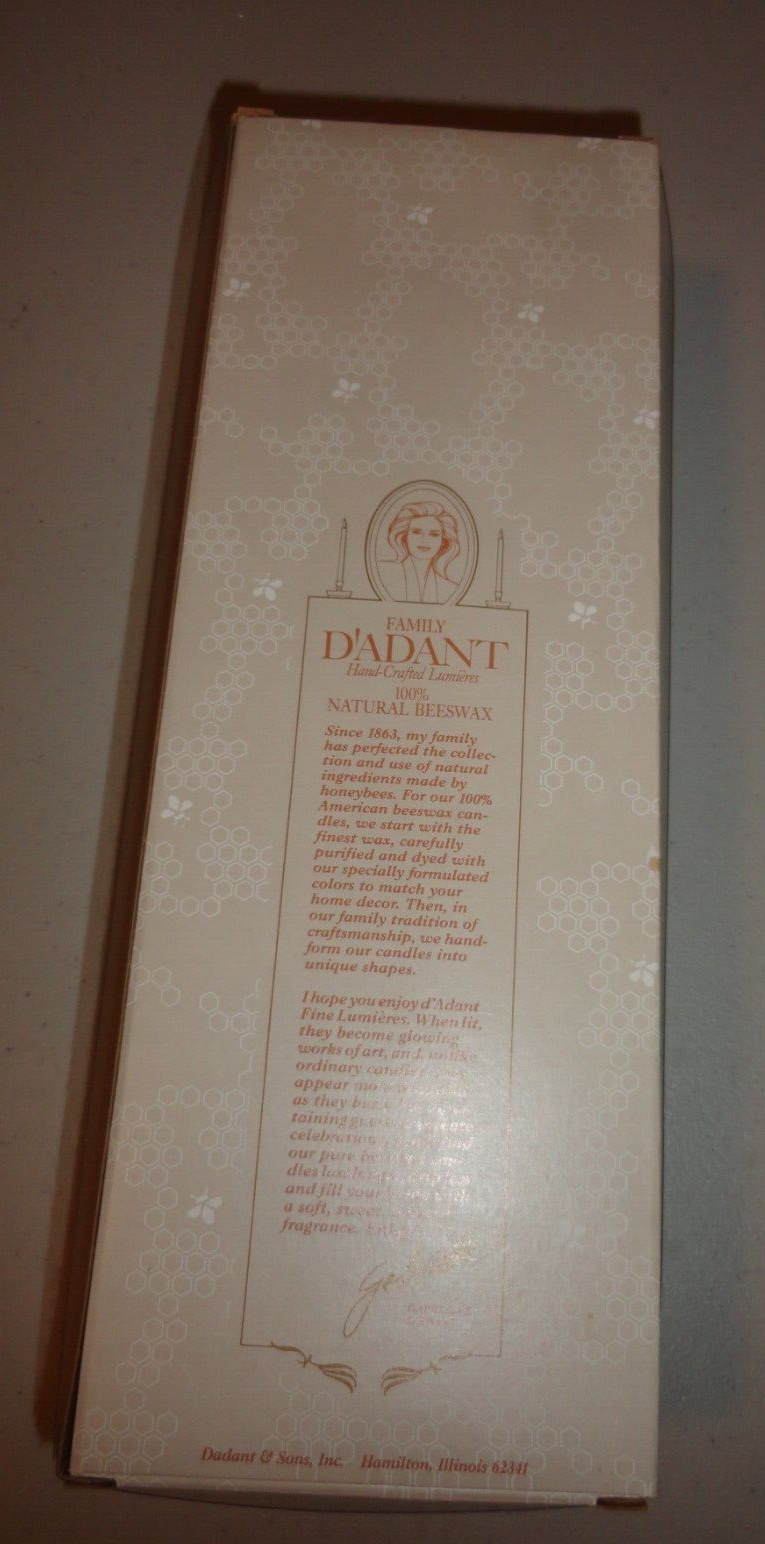 FAMILY
D'ADANT
Hand-Crafted Lumières
100%
NATURAL BEESWAX
Since 1863, my family
has perfected the collec-
tion and use of natural
ingredients made by
honeybees. For our 100%
American beeswax can-
dles, we start with the
finest wax, carefully
purified and dyed with
our specially formulated
colors to match your
home decor. Then, in
our family tradition of
craftsmanship, we hand-
form our candles into
unique shapes.
I hope you enjoy d'Adant
Fine Lumières. When lit,
they become glowing
works of art, and, unlike
ordinary
appear
as they
taining
celebration
our pure
dles
and fill your with
a soft,
fragrance.
Dadant & Sons, Inc. Hamilton, Illinois 62341